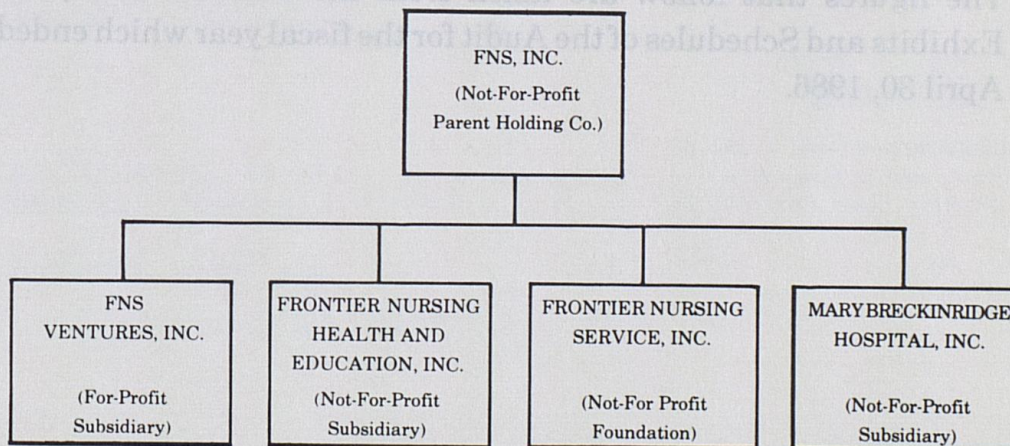 FNS, INC.
(Not-For-Profit
Parent Holding Co.)
FNS
VENTURES, INC.
(For-Profit
Subsidiary)
FRONTIER NURSING
HEALTH AND
EDUCATION, INC.
(Not-For-Profit
Subsidiary)
FRONTIER NURSING
SERVICE, INC.
(Not-For Profit
Foundation)
MARY BRECKINRIDGE
HOSPITAL, INC.
(Not-For-Profit
Subsidiary)